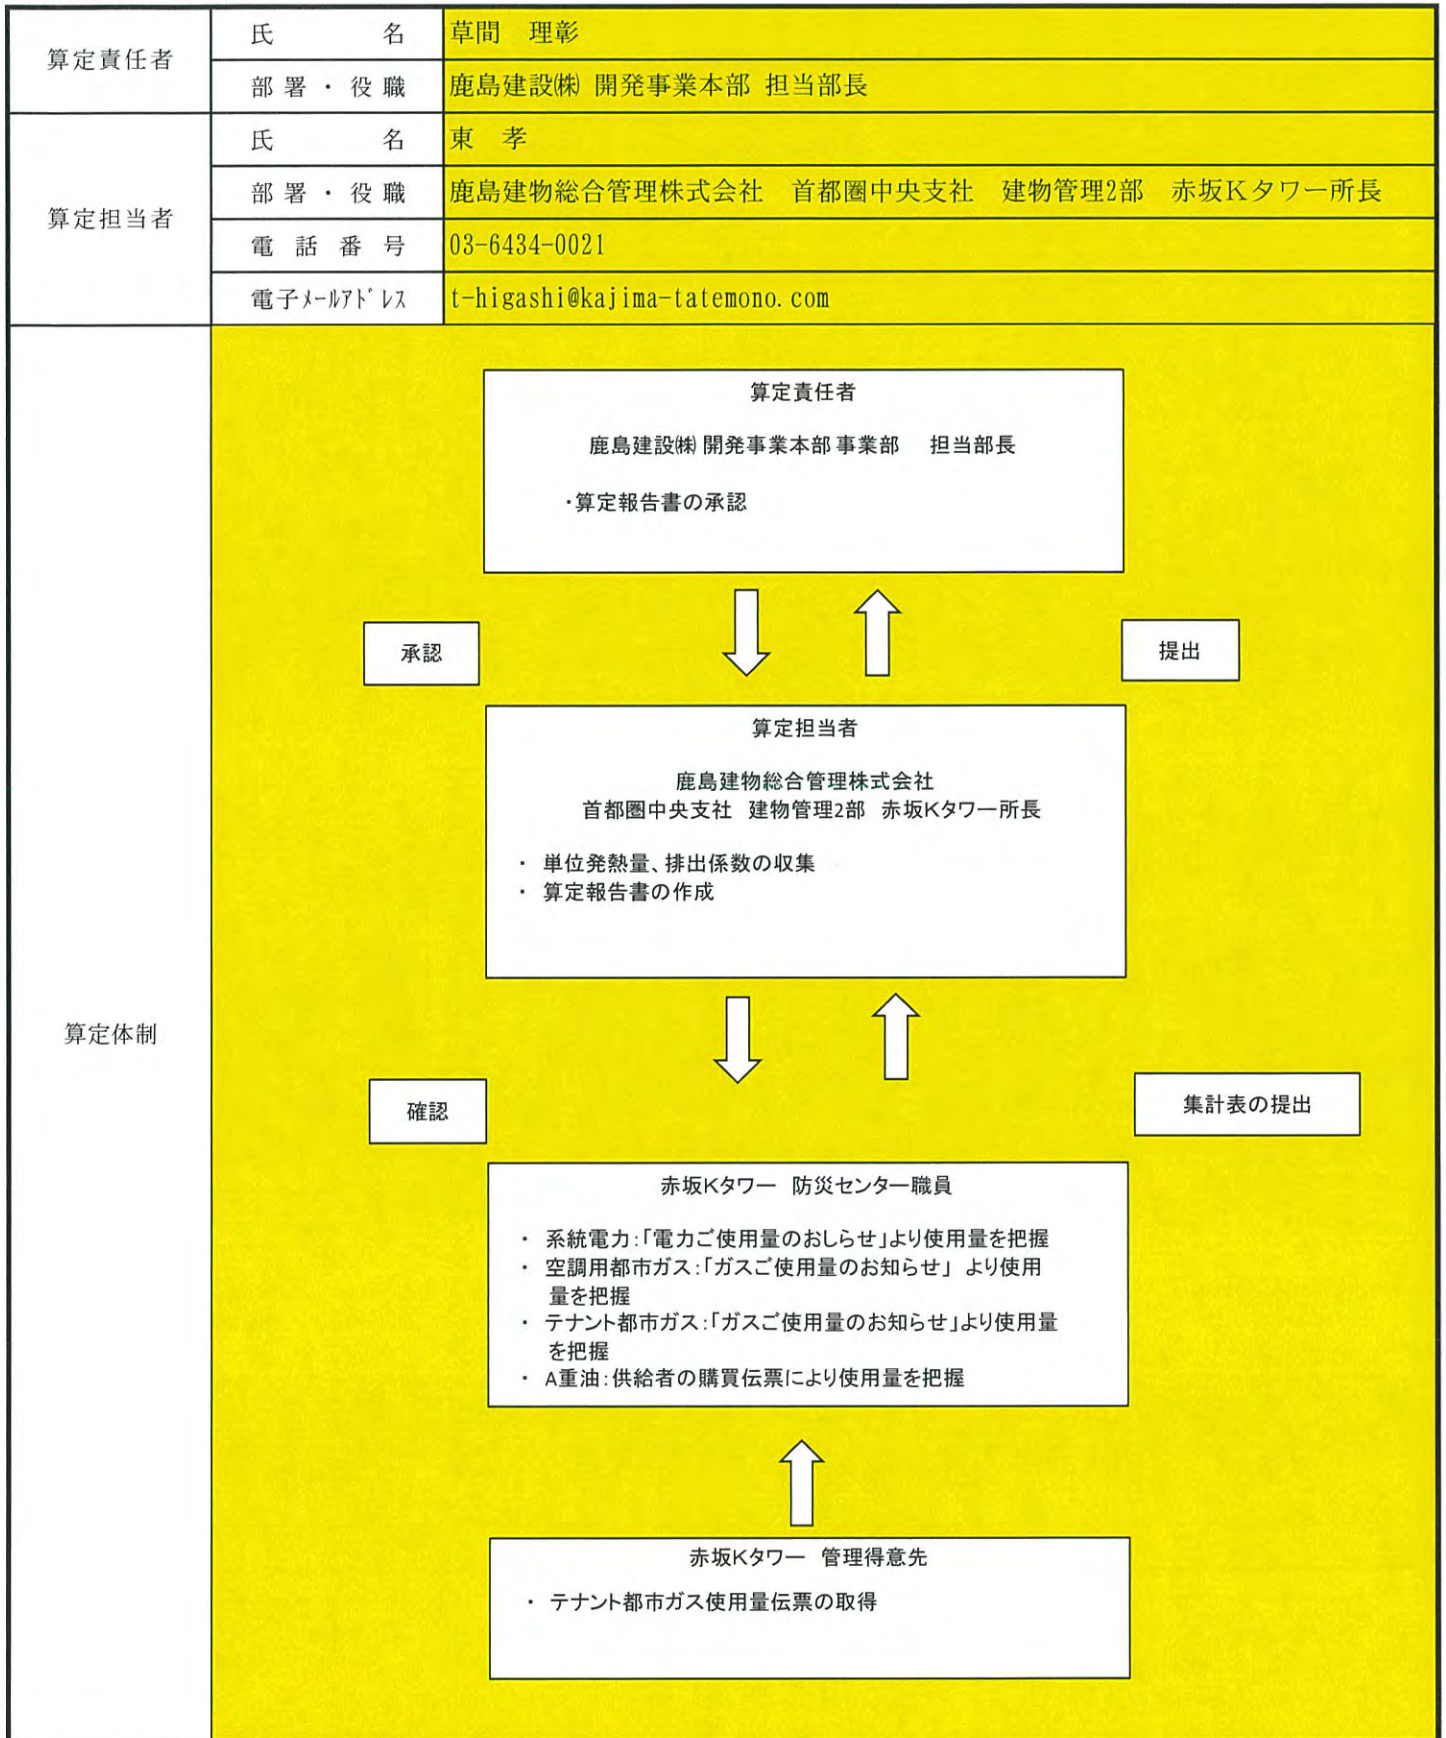 算定責任者
氏 名 草間 理彰
部署・役職 鹿島建設㈱ 開発事業本部 担当部長
算定担当者
氏 名 東 孝
部署・役職 鹿島建物総合管理株式会社 首都圏中央支社 建物管理2部 赤坂Kタワー所長
電話番号 03-6434-0021
電子ﾒｰﾙｱﾄﾞﾚｽ t-higashi@kajima-tatemono.com
算定体制
算定責任者
鹿島建設㈱ 開発事業本部 事業部 担当部長
・算定報告書の承認
承認
提出
算定担当者
鹿島建物総合管理株式会社
首都圏中央支社 建物管理2部 赤坂Kタワー所長
・ 単位発熱量、排出係数の収集
・ 算定報告書の作成
確認
集計表の提出
赤坂Kタワー 防災センター職員
・ 系統電力：「電力ご使用量のおしらせ」より使用量を把握
・ 空調用都市ガス：「ガスご使用量のお知らせ」 より使用
量を把握
・ テナント都市ガス：「ガスご使用量のお知らせ」より使用量
を把握
・ A重油：供給者の購買伝票により使用量を把握
赤坂Kタワー 管理得意先
・ テナント都市ガス使用量伝票の取得